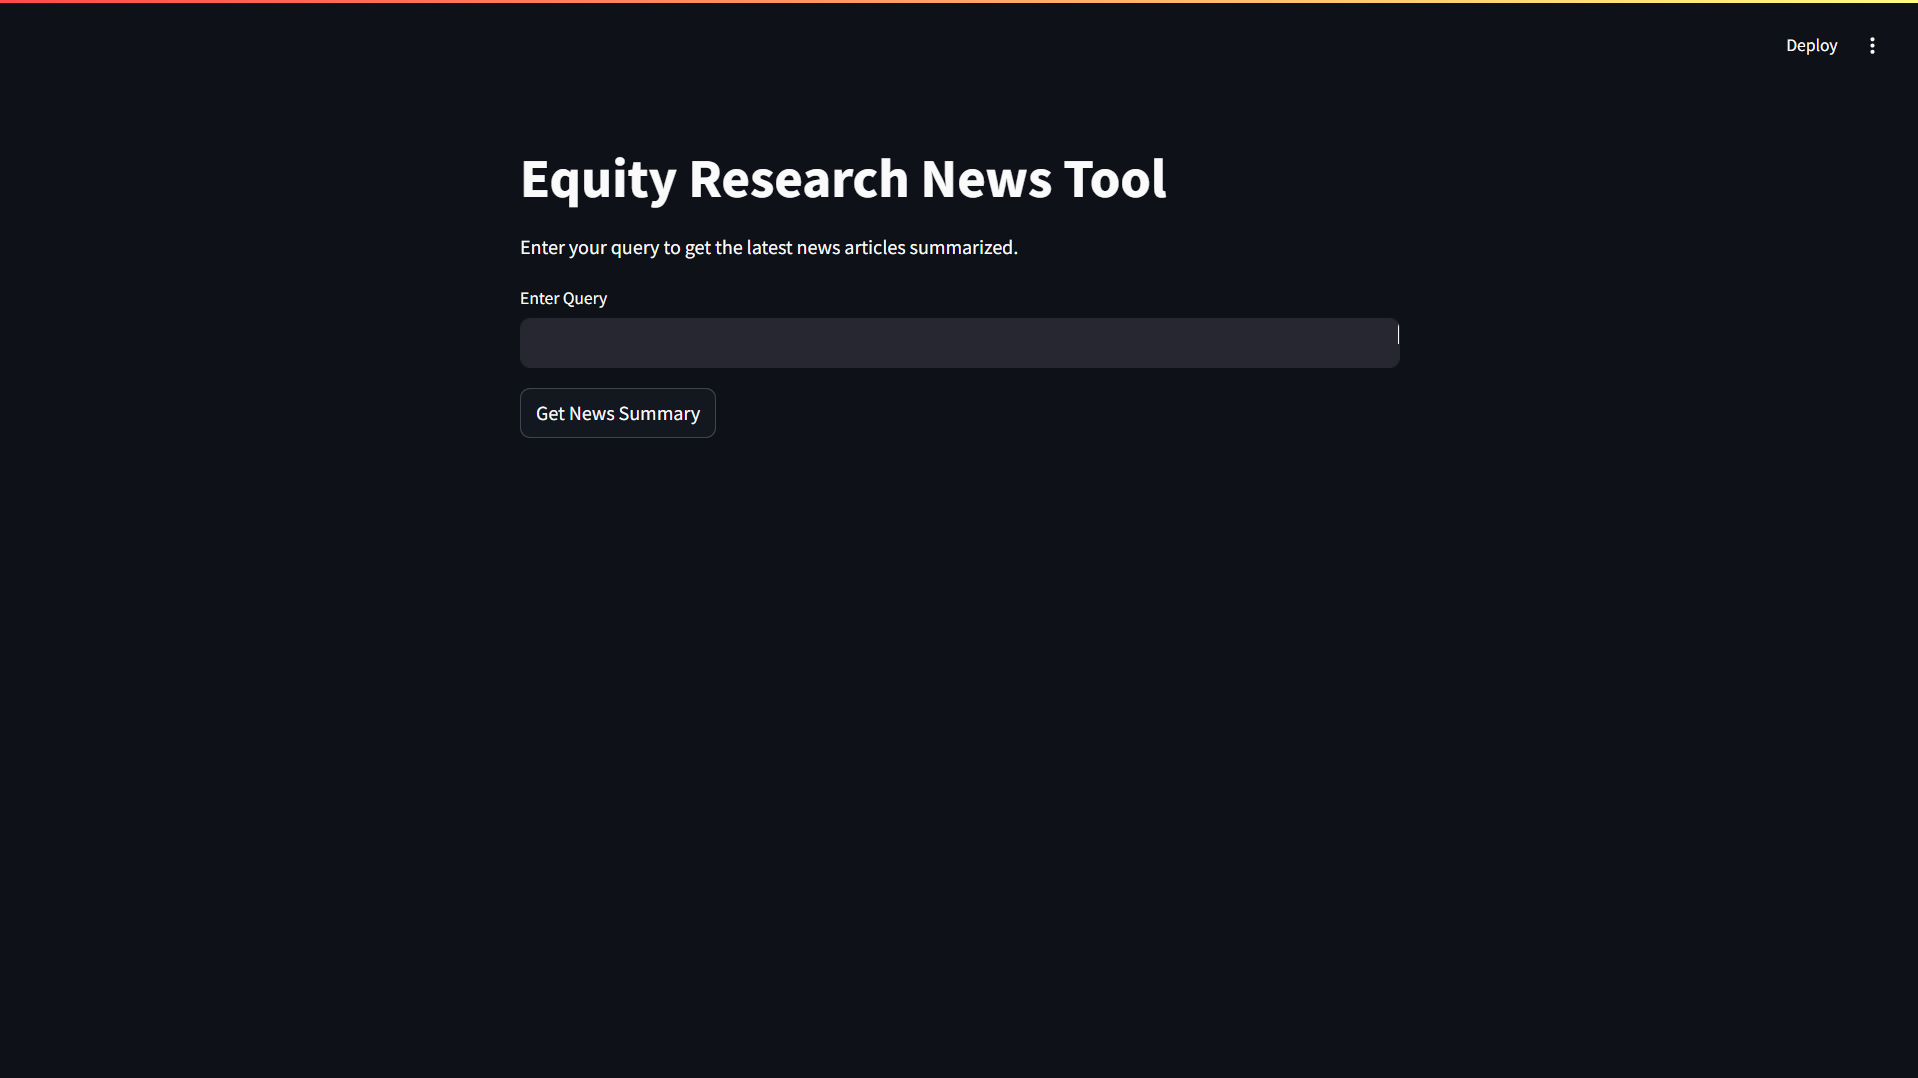 Deploy
Equity Research News Tool
Enter your query to get the latest news articles summarized.
Enter Query
Get News Summary